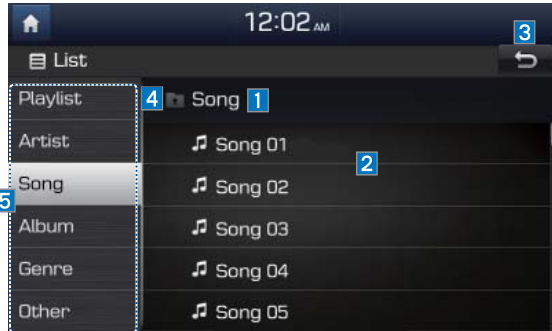 12:02 AM
3
List
Playlist
4
Song
1
Artist
Song 01
2
Song
Song 02
5
Album
Song 03
Genre
Song 04
Other
Song 05